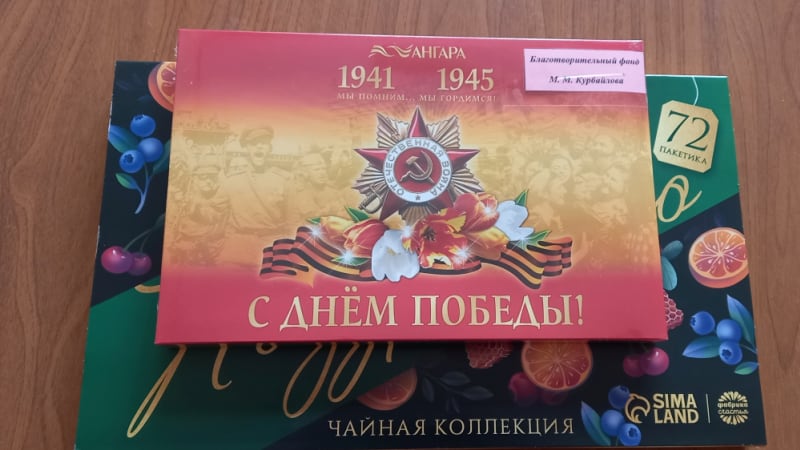 АНГАРА
1941 1945
МЫ ПОМНИМ... МЫ ГОРДИМСЯ!
Благотворительный фонд
М. М. Курбайлова
ОТЕЧЕСТВЕННАЯ ВОЙНА
С ДНЁМ ПОБЕДЫ!
72
ПАКЕТИКА
ЧАЙНАЯ КОЛЛЕКЦИЯ
SIMA
LAND
фабрика
счастья